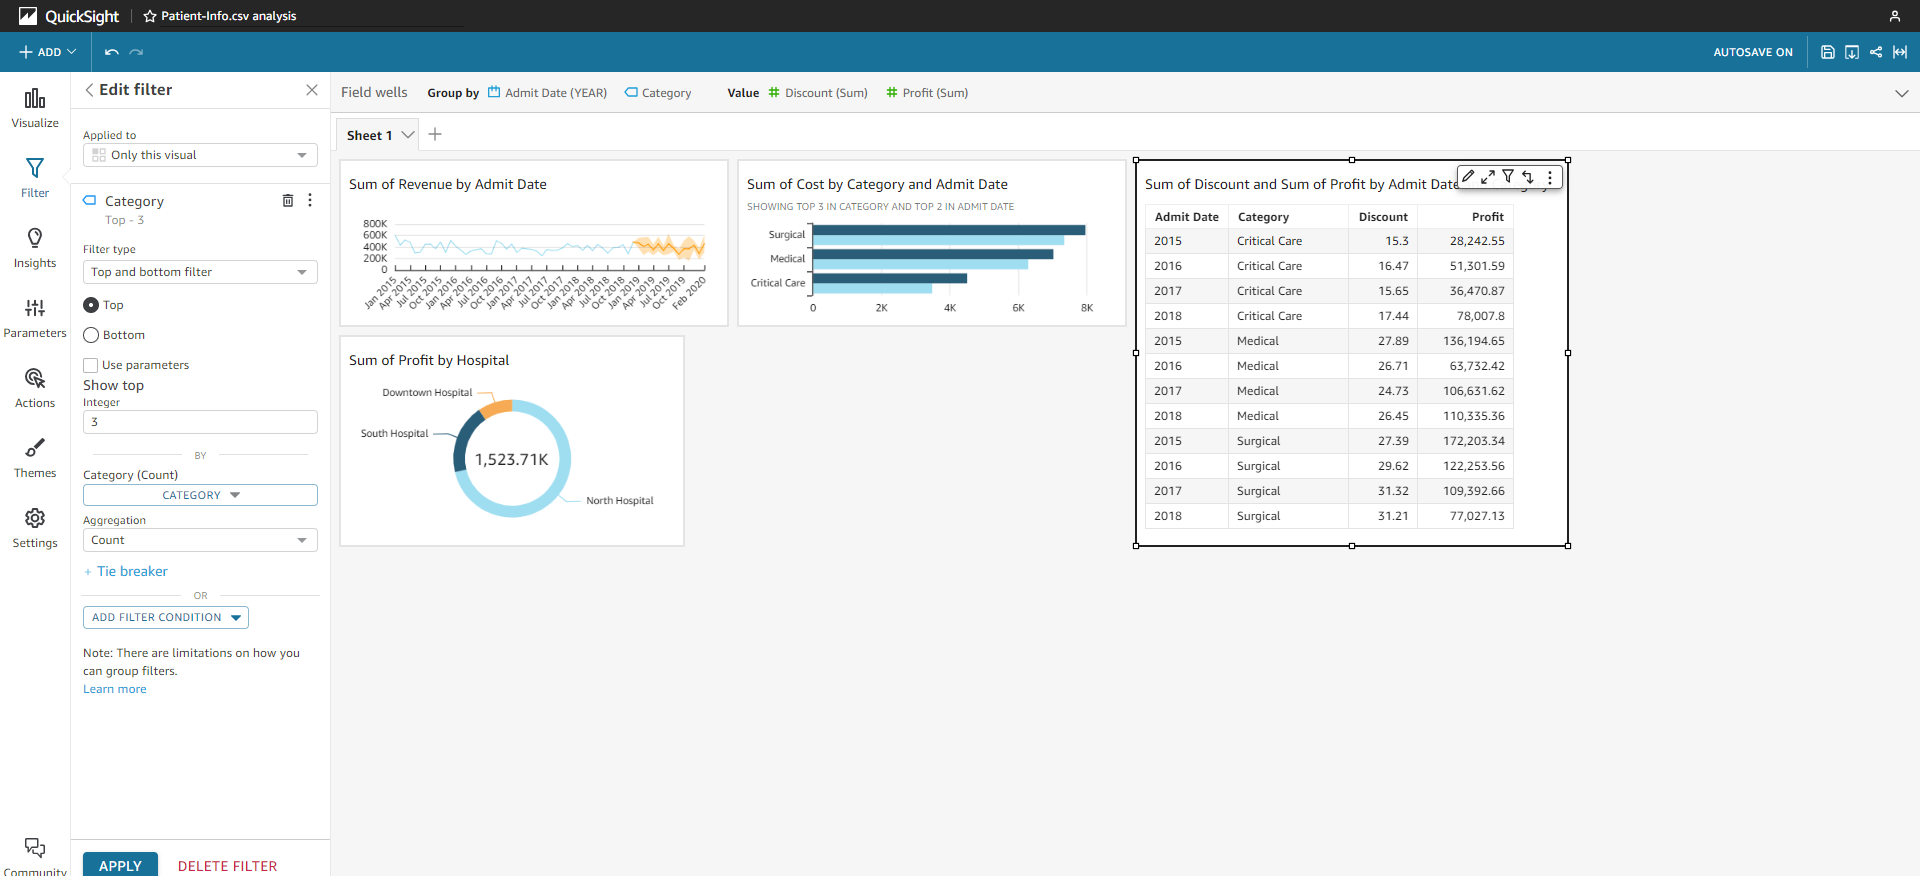 QuickSight
Patient-Info.csv analysis
ADD
AUTOSAVE ON
Visualize
Filter
Insights
Parameters
Actions
Themes
Settings
Community
Edit filter
Applied to
Only this visual
Category
Top - 3
Filter type
Top and bottom filter
Top
Bottom
Use parameters
Show top
Integer
3
BY
Category (Count)
CATEGORY
Aggregation
Count
+ Tie breaker
OR
ADD FILTER CONDITION
Note: There are limitations on how you
can group filters.
Learn more
APPLY DELETE FILTER
Field wells Group by Admit Date (YEAR) Category Value Discount (Sum) Profit (Sum)
Sheet 1
Sum of Revenue by Admit Date
800K
600K
400K
200K
0
Jan 2015 Apr 2015 Jul 2015 Oct 2015 Jan 2016 Apr 2016 Jul 2016 Oct 2016 Jan 2017 Apr 2017 Jul 2017 Oct 2017 Jan 2018 Apr 2018 Jul 2018 Oct 2018 Jan 2019 Apr 2019 Jul 2019 Oct 2019 Feb 2020
Sum of Cost by Category and Admit Date
SHOWING TOP 3 IN CATEGORY AND TOP 2 IN ADMIT DATE
Surgical
Medical
Critical Care
0 2K 4K 6K 8K
Sum of Profit by Hospital
Downtown Hospital
South Hospital
1,523.71K
North Hospital
Sum of Discount and Sum of Profit by Admit Date
Admit Date Category Discount Profit
2015 Critical Care 15.3 28,242.55
2016 Critical Care 16.47 51,301.59
2017 Critical Care 15.65 36,470.87
2018 Critical Care 17.44 78,007.8
2015 Medical 27.89 136,194.65
2016 Medical 26.71 63,732.42
2017 Medical 24.73 106,631.62
2018 Medical 26.45 110,335.36
2015 Surgical 27.39 172,203.34
2016 Surgical 29.62 122,253.56
2017 Surgical 31.32 109,392.66
2018 Surgical 31.21 77,027.13